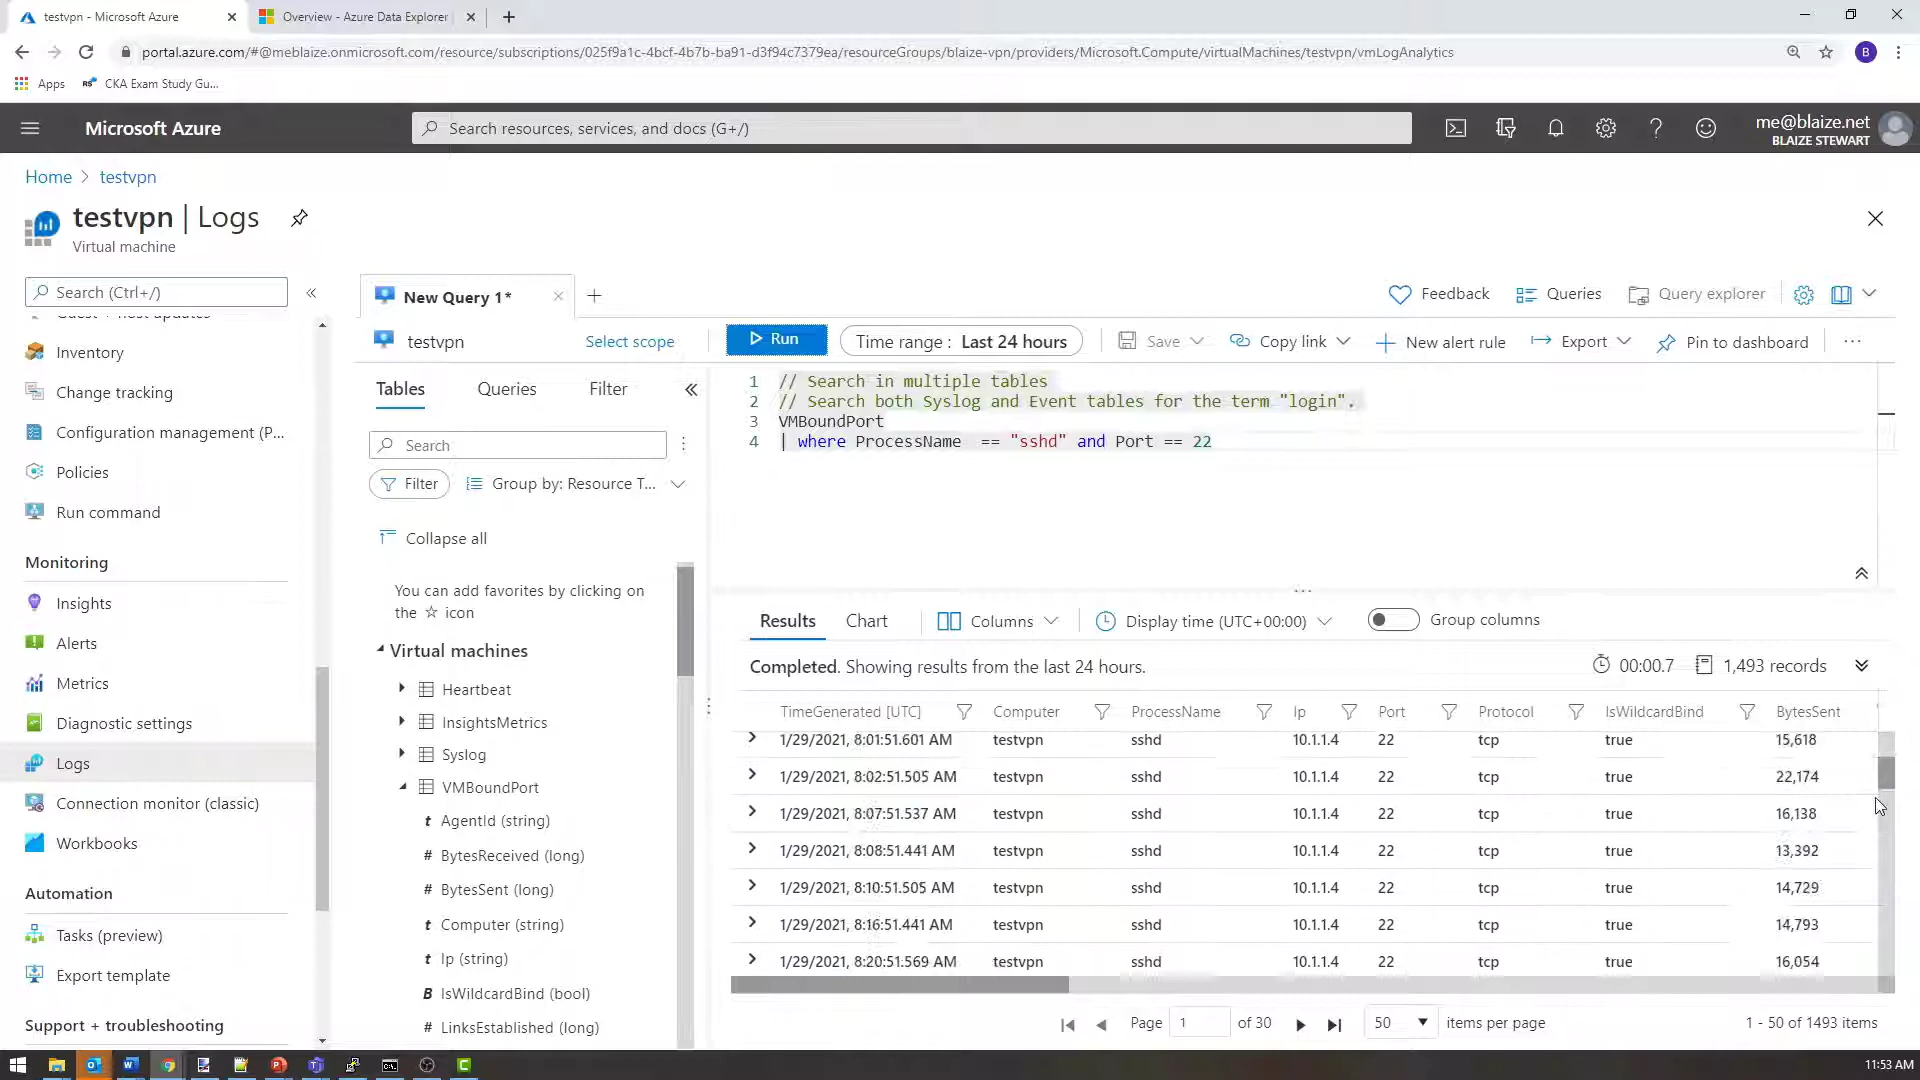 testvpn - Microsoft Azure
Overview - Azure Data Explorer
portal.azure.com/#@meblaize.onmicrosoft.com/resource/subscriptions/025f9a1c-4bcf-4b7b-ba91-d3f94c7379ea/resourceGroups/blaize-vpn/providers/Microsoft.Compute/virtualMachines/testvpn/vmLogAnalytics
B
Apps
RS CKA Exam Study Gu...
Microsoft Azure
Search resources, services, and docs (G+/)
me@blaize.net
BLAIZE STEWART
Home > testvpn
testvpn | Logs
Virtual machine
Search (Ctrl+/)
Guest + host updates
Inventory
Change tracking
Configuration management (P...
Policies
Run command
Monitoring
Insights
Alerts
Metrics
Diagnostic settings
Logs
Connection monitor (classic)
Workbooks
Automation
Tasks (preview)
Export template
Support + troubleshooting
New Query 1*
Feedback
Queries
Query explorer
testvpn
Select scope
Run
Time range : Last 24 hours
Save
Copy link
New alert rule
Export
Pin to dashboard
Tables
Queries
Filter
Search
Filter
Group by: Resource T...
Collapse all
You can add favorites by clicking on
the ☆ icon
Virtual machines
Heartbeat
InsightsMetrics
Syslog
VMBoundPort
t AgentId (string)
# BytesReceived (long)
# BytesSent (long)
t Computer (string)
t Ip (string)
B IsWildcardBind (bool)
# LinksEstablished (long)
1 // Search in multiple tables
2 // Search both Syslog and Event tables for the term "login".
3 VMBoundPort
4 | where ProcessName == "sshd" and Port == 22
Results
Chart
Columns
Display time (UTC+00:00)
Group columns
Completed. Showing results from the last 24 hours.
00:00.7
1,493 records
TimeGenerated [UTC] Computer ProcessName Ip Port Protocol IsWildcardBind BytesSent
1/29/2021, 8:01:51.601 AM testvpn sshd 10.1.1.4 22 tcp true 15,618
1/29/2021, 8:02:51.505 AM testvpn sshd 10.1.1.4 22 tcp true 22,174
1/29/2021, 8:07:51.537 AM testvpn sshd 10.1.1.4 22 tcp true 16,138
1/29/2021, 8:08:51.441 AM testvpn sshd 10.1.1.4 22 tcp true 13,392
1/29/2021, 8:10:51.505 AM testvpn sshd 10.1.1.4 22 tcp true 14,729
1/29/2021, 8:16:51.441 AM testvpn sshd 10.1.1.4 22 tcp true 14,793
1/29/2021, 8:20:51.569 AM testvpn sshd 10.1.1.4 22 tcp true 16,054
Page 1 of 30
50 items per page
1 - 50 of 1493 items
11:53 AM